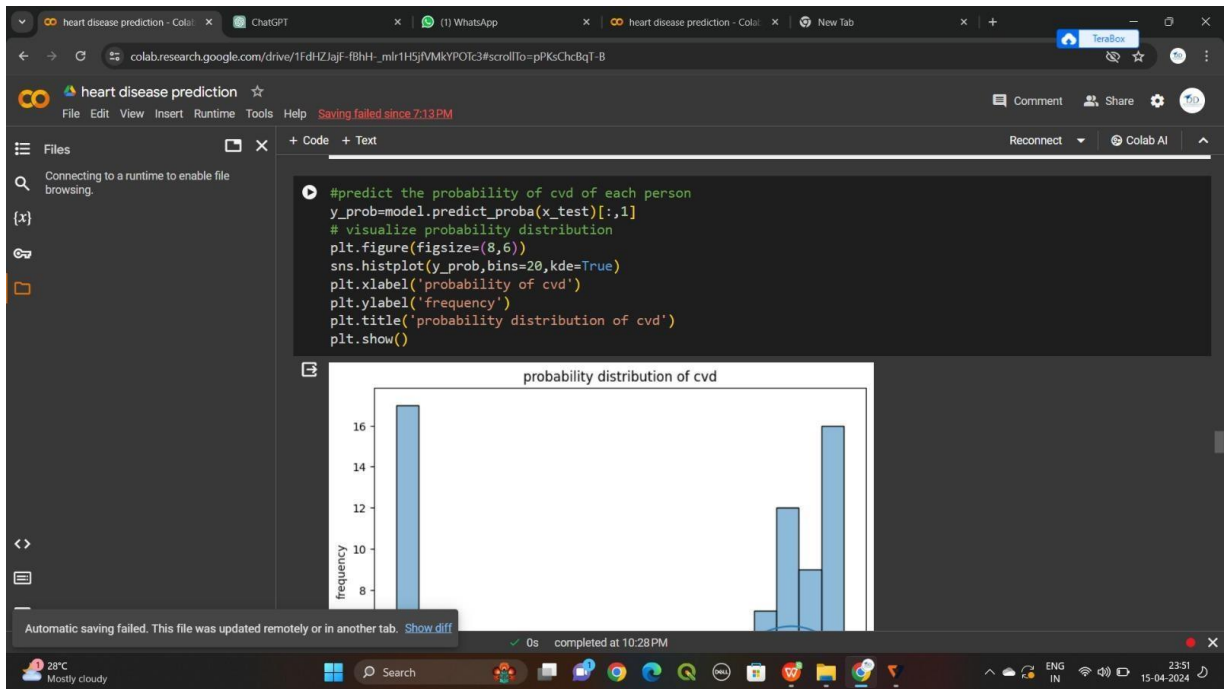 heart disease prediction - Colab
ChatGPT
(1) WhatsApp
heart disease prediction - Colab
New Tab
TeraBox
colab.research.google.com/drive/1FdHZJajF-fBhH-_mlr1H5jfVMkYPOTc3#scrollTo=pPKsChcBqT-B
heart disease prediction
Comment
Share
File Edit View Insert Runtime Tools Help Saving failed since 7:13 PM
Files
+ Code + Text
Reconnect
Colab AI
Connecting to a runtime to enable file
browsing.
{x}
#predict the probability of cvd of each person
y_prob=model.predict_proba(x_test)[:,1]
# visualize probability distribution
plt.figure(figsize=(8,6))
sns.histplot(y_prob,bins=20,kde=True)
plt.xlabel('probability of cvd')
plt.ylabel('frequency')
plt.title('probability distribution of cvd')
plt.show()
probability distribution of cvd
16
14
12
10
8
frequency
Automatic saving failed. This file was updated remotely or in another tab. Show diff
0s completed at 10:28 PM
1
28°C
Mostly cloudy
Search
ENG
IN
23:51
15-04-2024